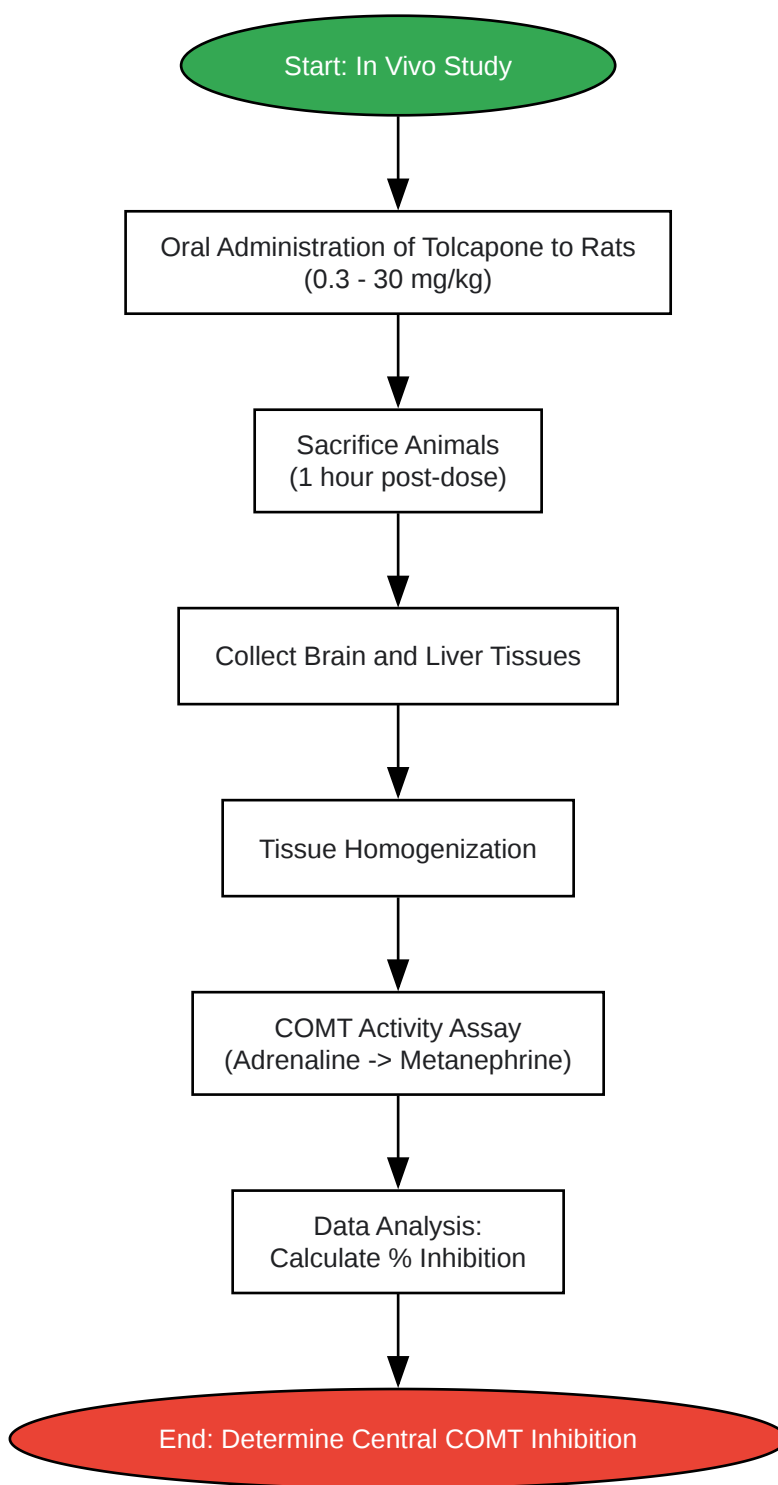 Start: In Vivo Study
Oral Administration of Tolcapone to Rats
(0.3 - 30 mg/kg)
Sacrifice Animals
(1 hour post-dose)
Collect Brain and Liver Tissues
Tissue Homogenization
COMT Activity Assay
(Adrenaline -> Metanephrine)
Data Analysis:
Calculate % Inhibition
End: Determine Central COMT Inhibition